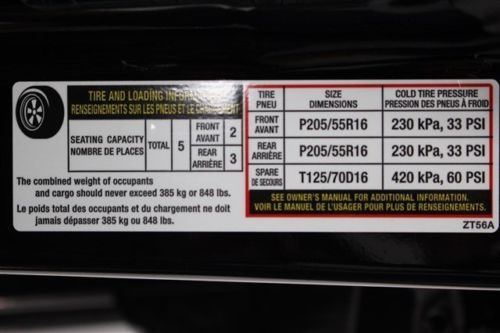 TIRE AND LOADING INFORMATION
RENSEIGNEMENTS SUR LES PNEUS ET LE CHARGEMENT
SEATING CAPACITY
NOMBRE DE PLACES
TOTAL
5
FRONT
AVANT
2
REAR
ARRIÈRE
3
The combined weight of occupants
and cargo should never exceed 385 kg or 848 lbs.
Le poids total des occupants et du chargement ne doit
jamais dépasser 385 kg ou 848 lbs.
TIRE
PNEU
SIZE
DIMENSIONS
COLD TIRE PRESSURE
PRESSION DES PNEUS À FROID
FRONT
AVANT
P205/55R16
230 kPa, 33 PSI
REAR
ARRIÈRE
P205/55R16
230 kPa, 33 PSI
SPARE
DE SECOURS
T125/70D16
420 kPa, 60 PSI
SEE OWNER'S MANUAL FOR ADDITIONAL INFORMATION.
VOIR LE MANUEL DE L'USAGER POUR PLUS DE RENSEIGNEMENTS.
ZT56A